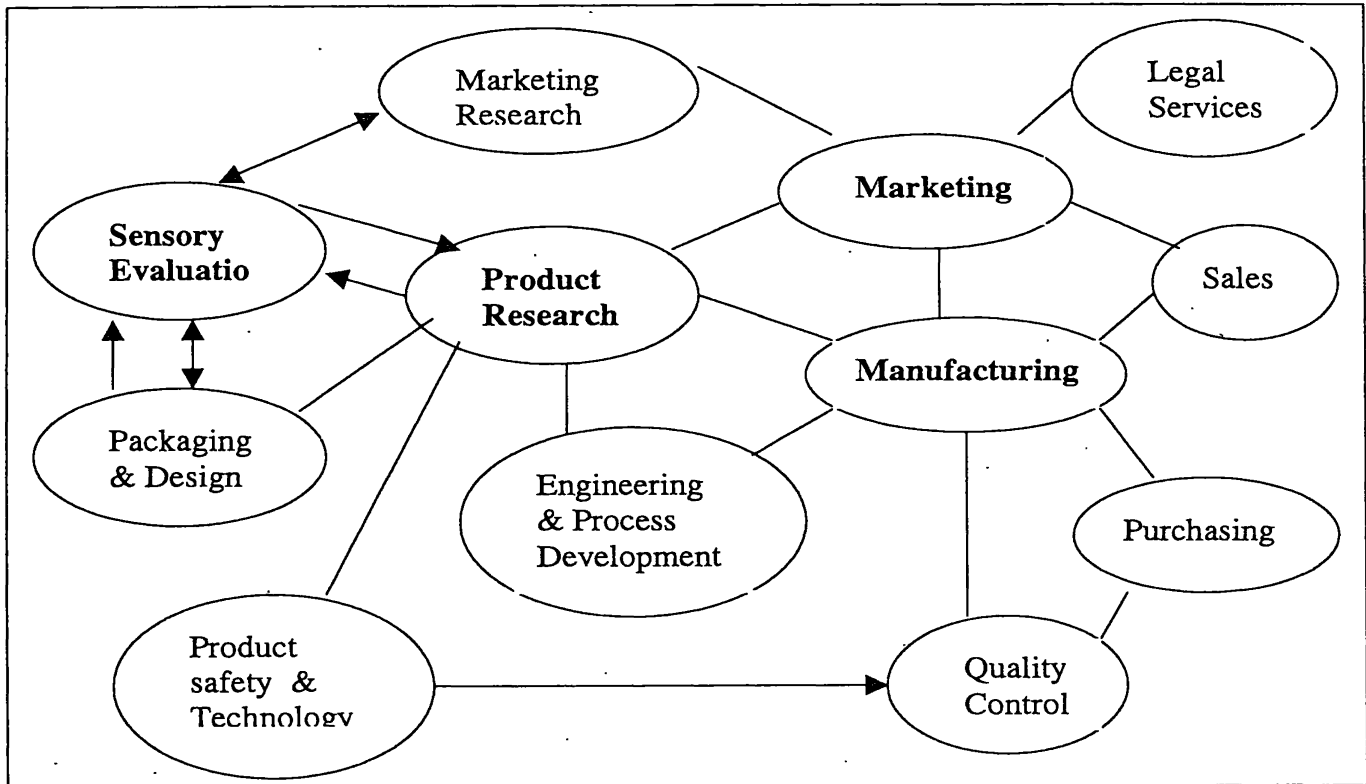 Marketing
Research
Legal
Services
Marketing
Sensory
Evaluatio
Product
Research
Sales
Manufacturing
Packaging
& Design
Engineering
& Process
Development
Purchasing
Product
safety &
Technology
Quality
Control